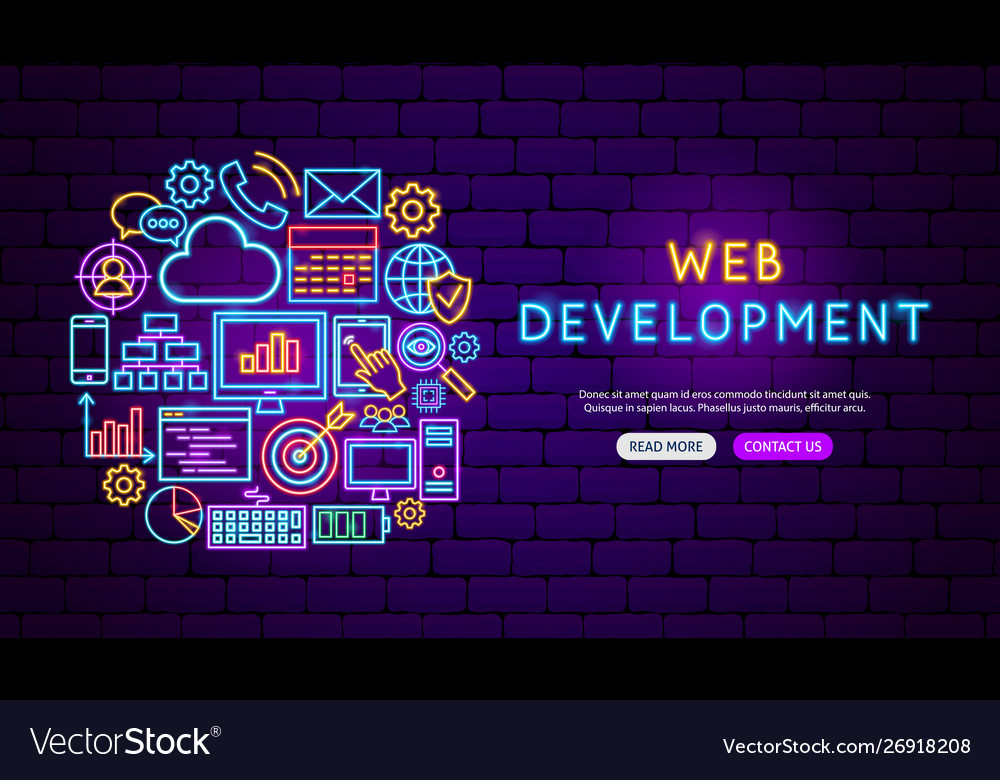 WEB
DEVELOPMENT
Donec sit amet quam id eros commodo tincidunt sit amet quis.
Quisque in sapien lacus. Phasellus justo mauris, efficitur arcu.
READ MORE CONTACT US
VectorStock® VectorStock.com/26918208